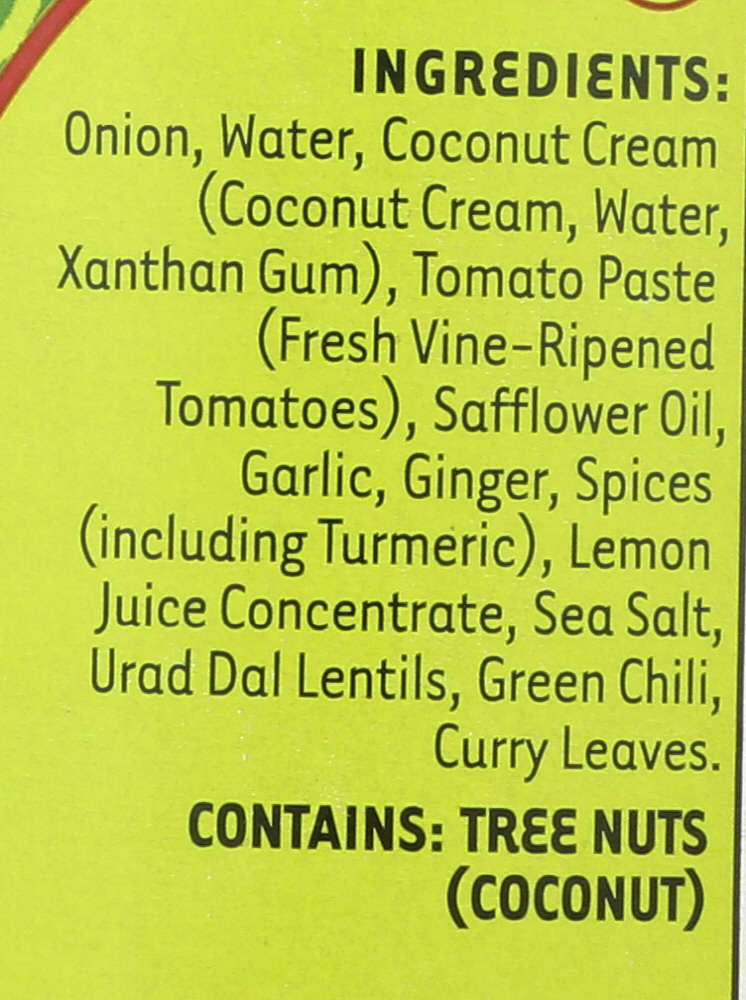 INGREDIENTS:
Onion, Water, Coconut Cream
(Coconut Cream, Water,
Xanthan Gum), Tomato Paste
(Fresh Vine-Ripened
Tomatoes), Safflower Oil,
Garlic, Ginger, Spices
(including Turmeric), Lemon
Juice Concentrate, Sea Salt,
Urad Dal Lentils, Green Chili,
Curry Leaves.
CONTAINS: TREE NUTS
(COCONUT)